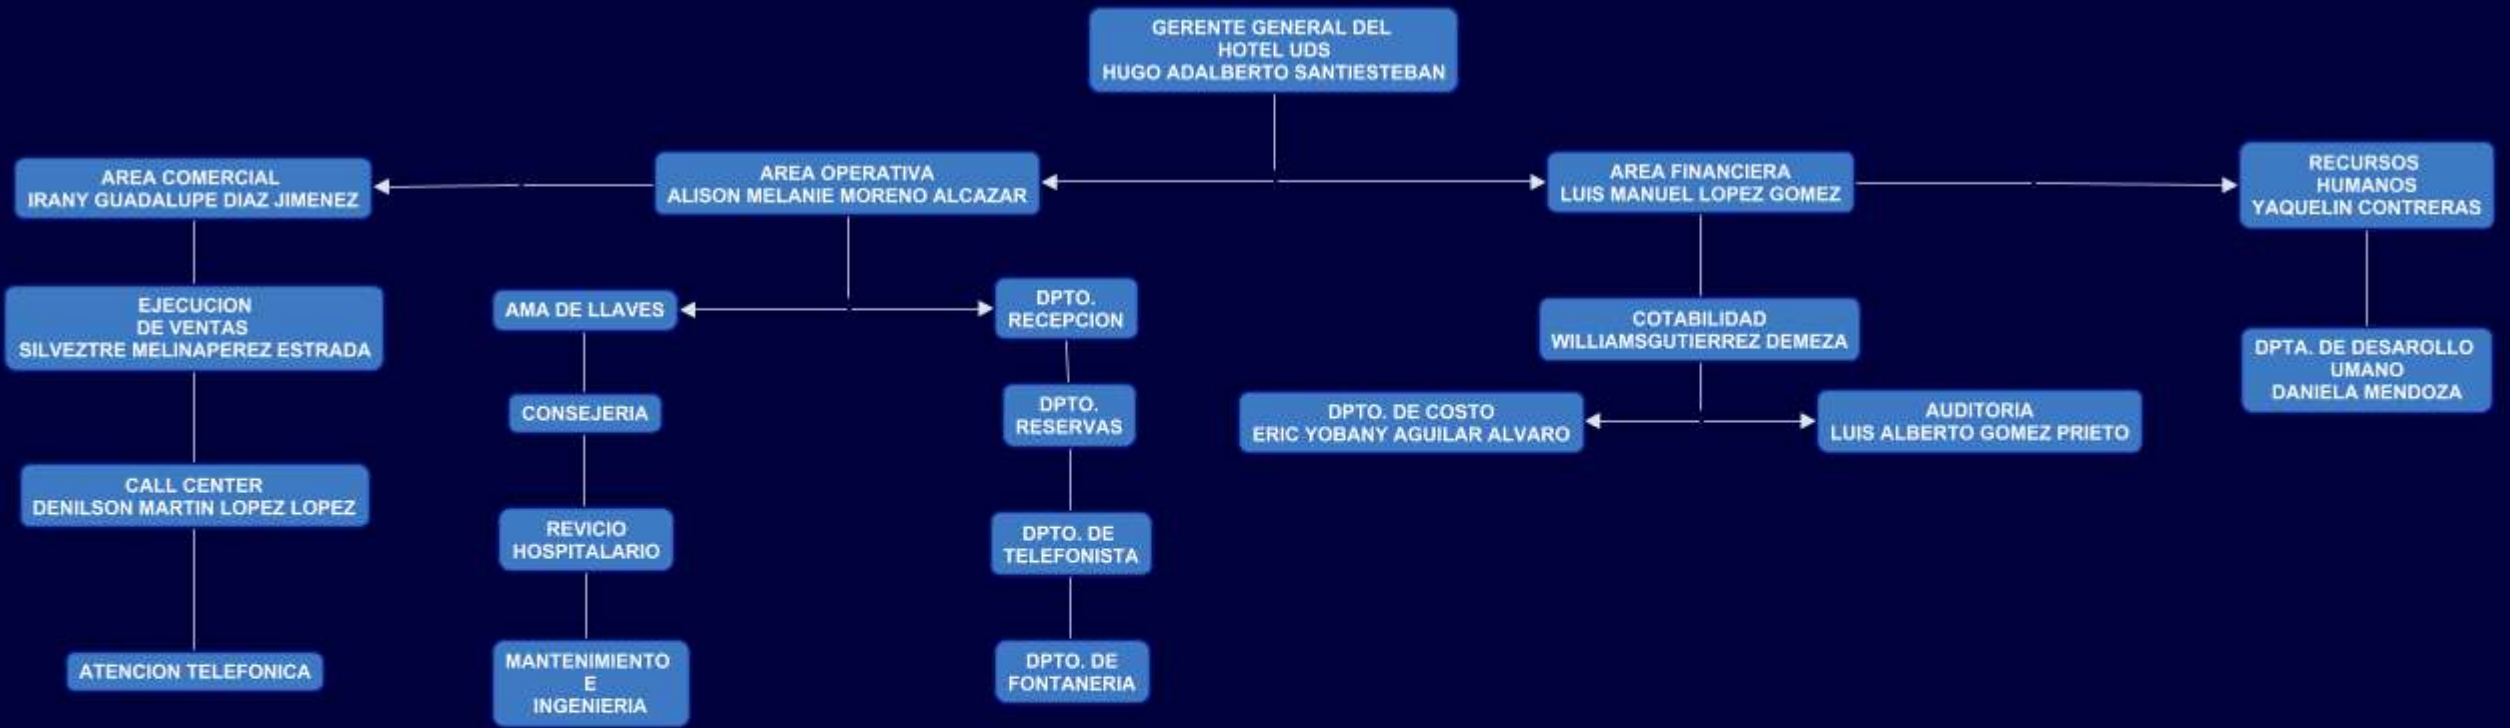 GERENTE GENERAL DEL
HOTEL UDS
HUGO ADALBERTO SANTIESTEBAN
AREA COMERCIAL
IRANY GUADALUPE DIAZ JIMENEZ
AREA OPERATIVA
ALISON MELANIE MORENO ALCAZAR
AREA FINANCIERA
LUIS MANUEL LOPEZ GOMEZ
RECURSOS
HUMANOS
YAQUELIN CONTRERAS
EJECUCION
DE VENTAS
SILVEZTRE MELINAPEREZ ESTRADA
AMA DE LLAVES
DPTO.
RECEPCION
COTABILIDAD
WILLIAMSGUTIERREZ DEMEZA
DPTA. DE DESAROLLO
UMANO
DANIELA MENDOZA
CONSEJERIA
DPTO.
RESERVAS
DPTO. DE COSTO
ERIC YOBANY AGUILAR ALVARO
AUDITORIA
LUIS ALBERTO GOMEZ PRIETO
CALL CENTER
DENILSON MARTIN LOPEZ LOPEZ
REVICIO
HOSPITALARIO
DPTO. DE
TELEFONISTA
ATENCION TELEFONICA
MANTENIMIENTO
E
INGENIERIA
DPTO. DE
FONTANERIA